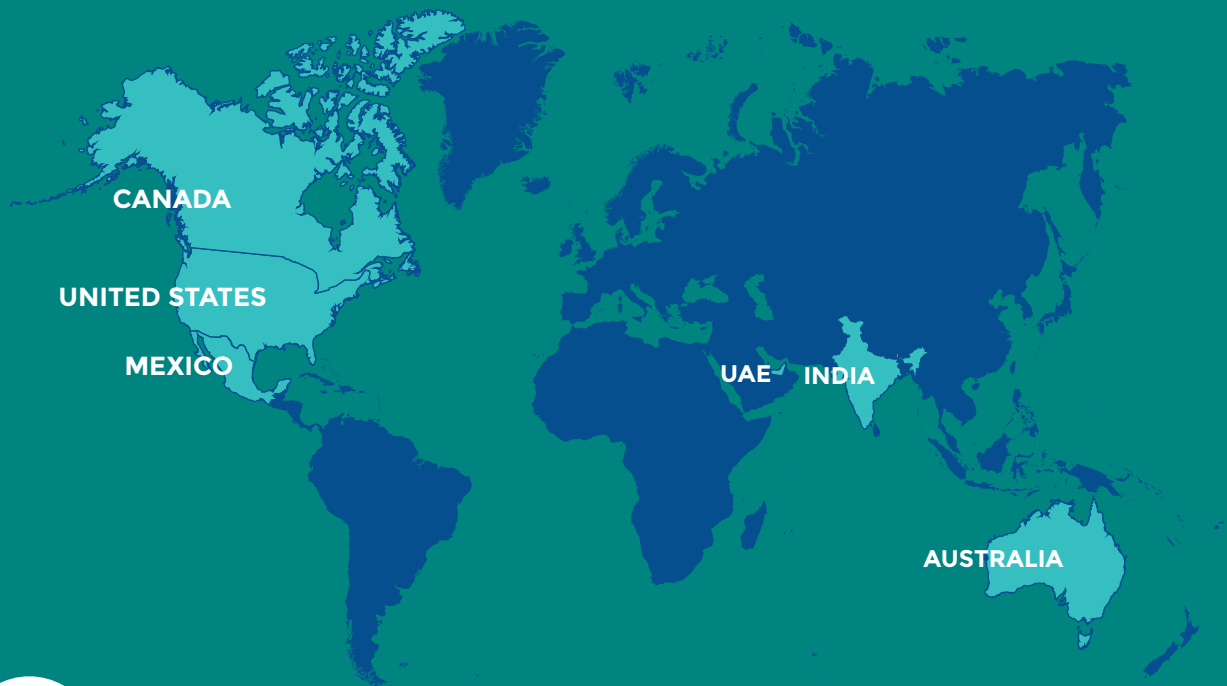 CANADA
UNITED STATES
MEXICO
UAE
INDIA
AUSTRALIA